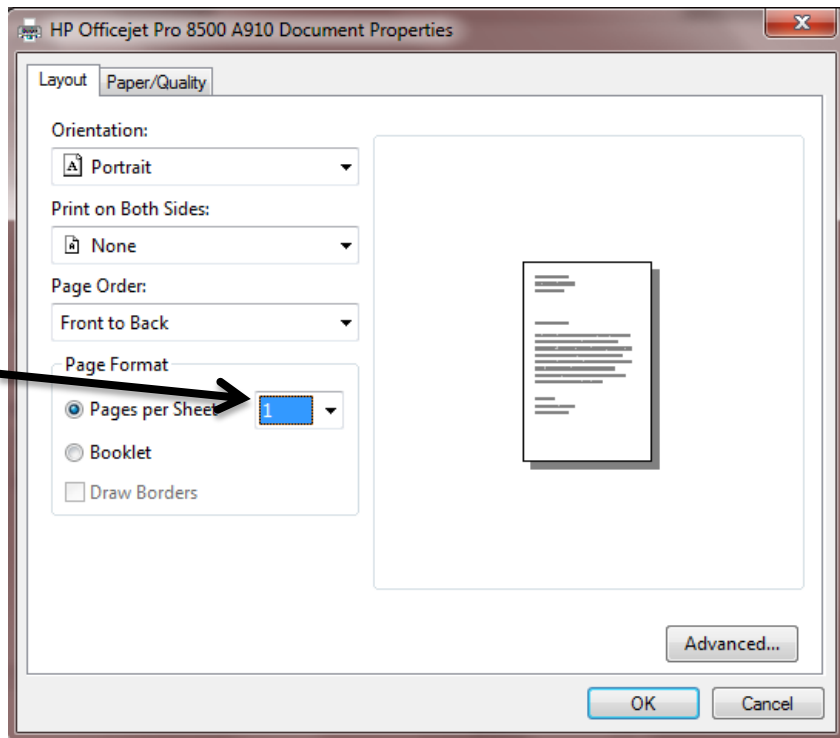 HP Officejet Pro 8500 A910 Document Properties
Layout Paper/Quality
Orientation:
Portrait
Print on Both Sides:
None
Page Order:
Front to Back
Page Format
Pages per Sheet 1
Booklet
Draw Borders
Advanced...
OK Cancel